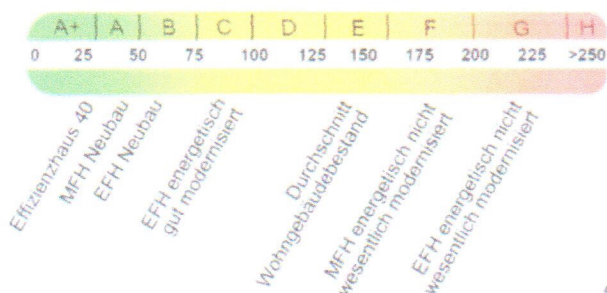 A+ A B C D E F G H
0 25 50 75 100 125 150 175 200 225 >250
Effizienzhaus 40
MFH Neubau
EFH Neubau
EFH energetisch
gut modernisiert
Durchschnitt
Wohngebäudebestand
MFH energetisch nicht
wesentlich modernisiert
EFH energetisch nicht
wesentlich modernisiert